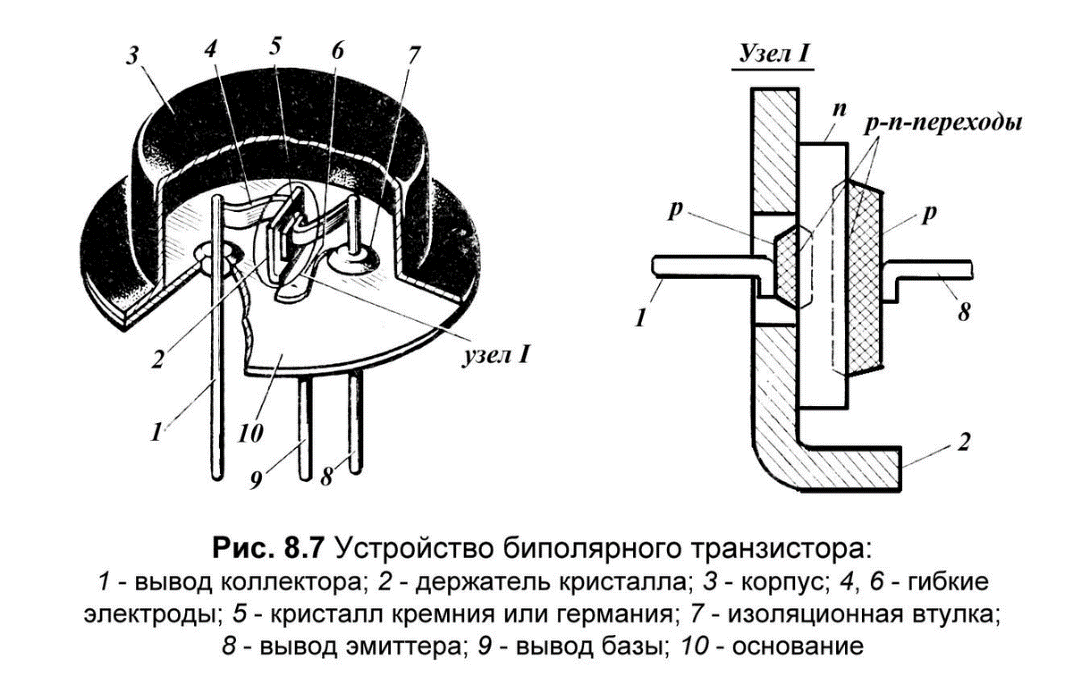 3
4
5
6
7
Узел I
n
p-n-переходы
p
p
1
8
2
2
узел I
1
10
9
8
Рис. 8.7 Устройство биполярного транзистора:
1 - вывод коллектора; 2 - держатель кристалла; 3 - корпус; 4, 6 - гибкие
электроды; 5 - кристалл кремния или германия; 7 - изоляционная втулка;
8 - вывод эмиттера; 9 - вывод базы; 10 - основание